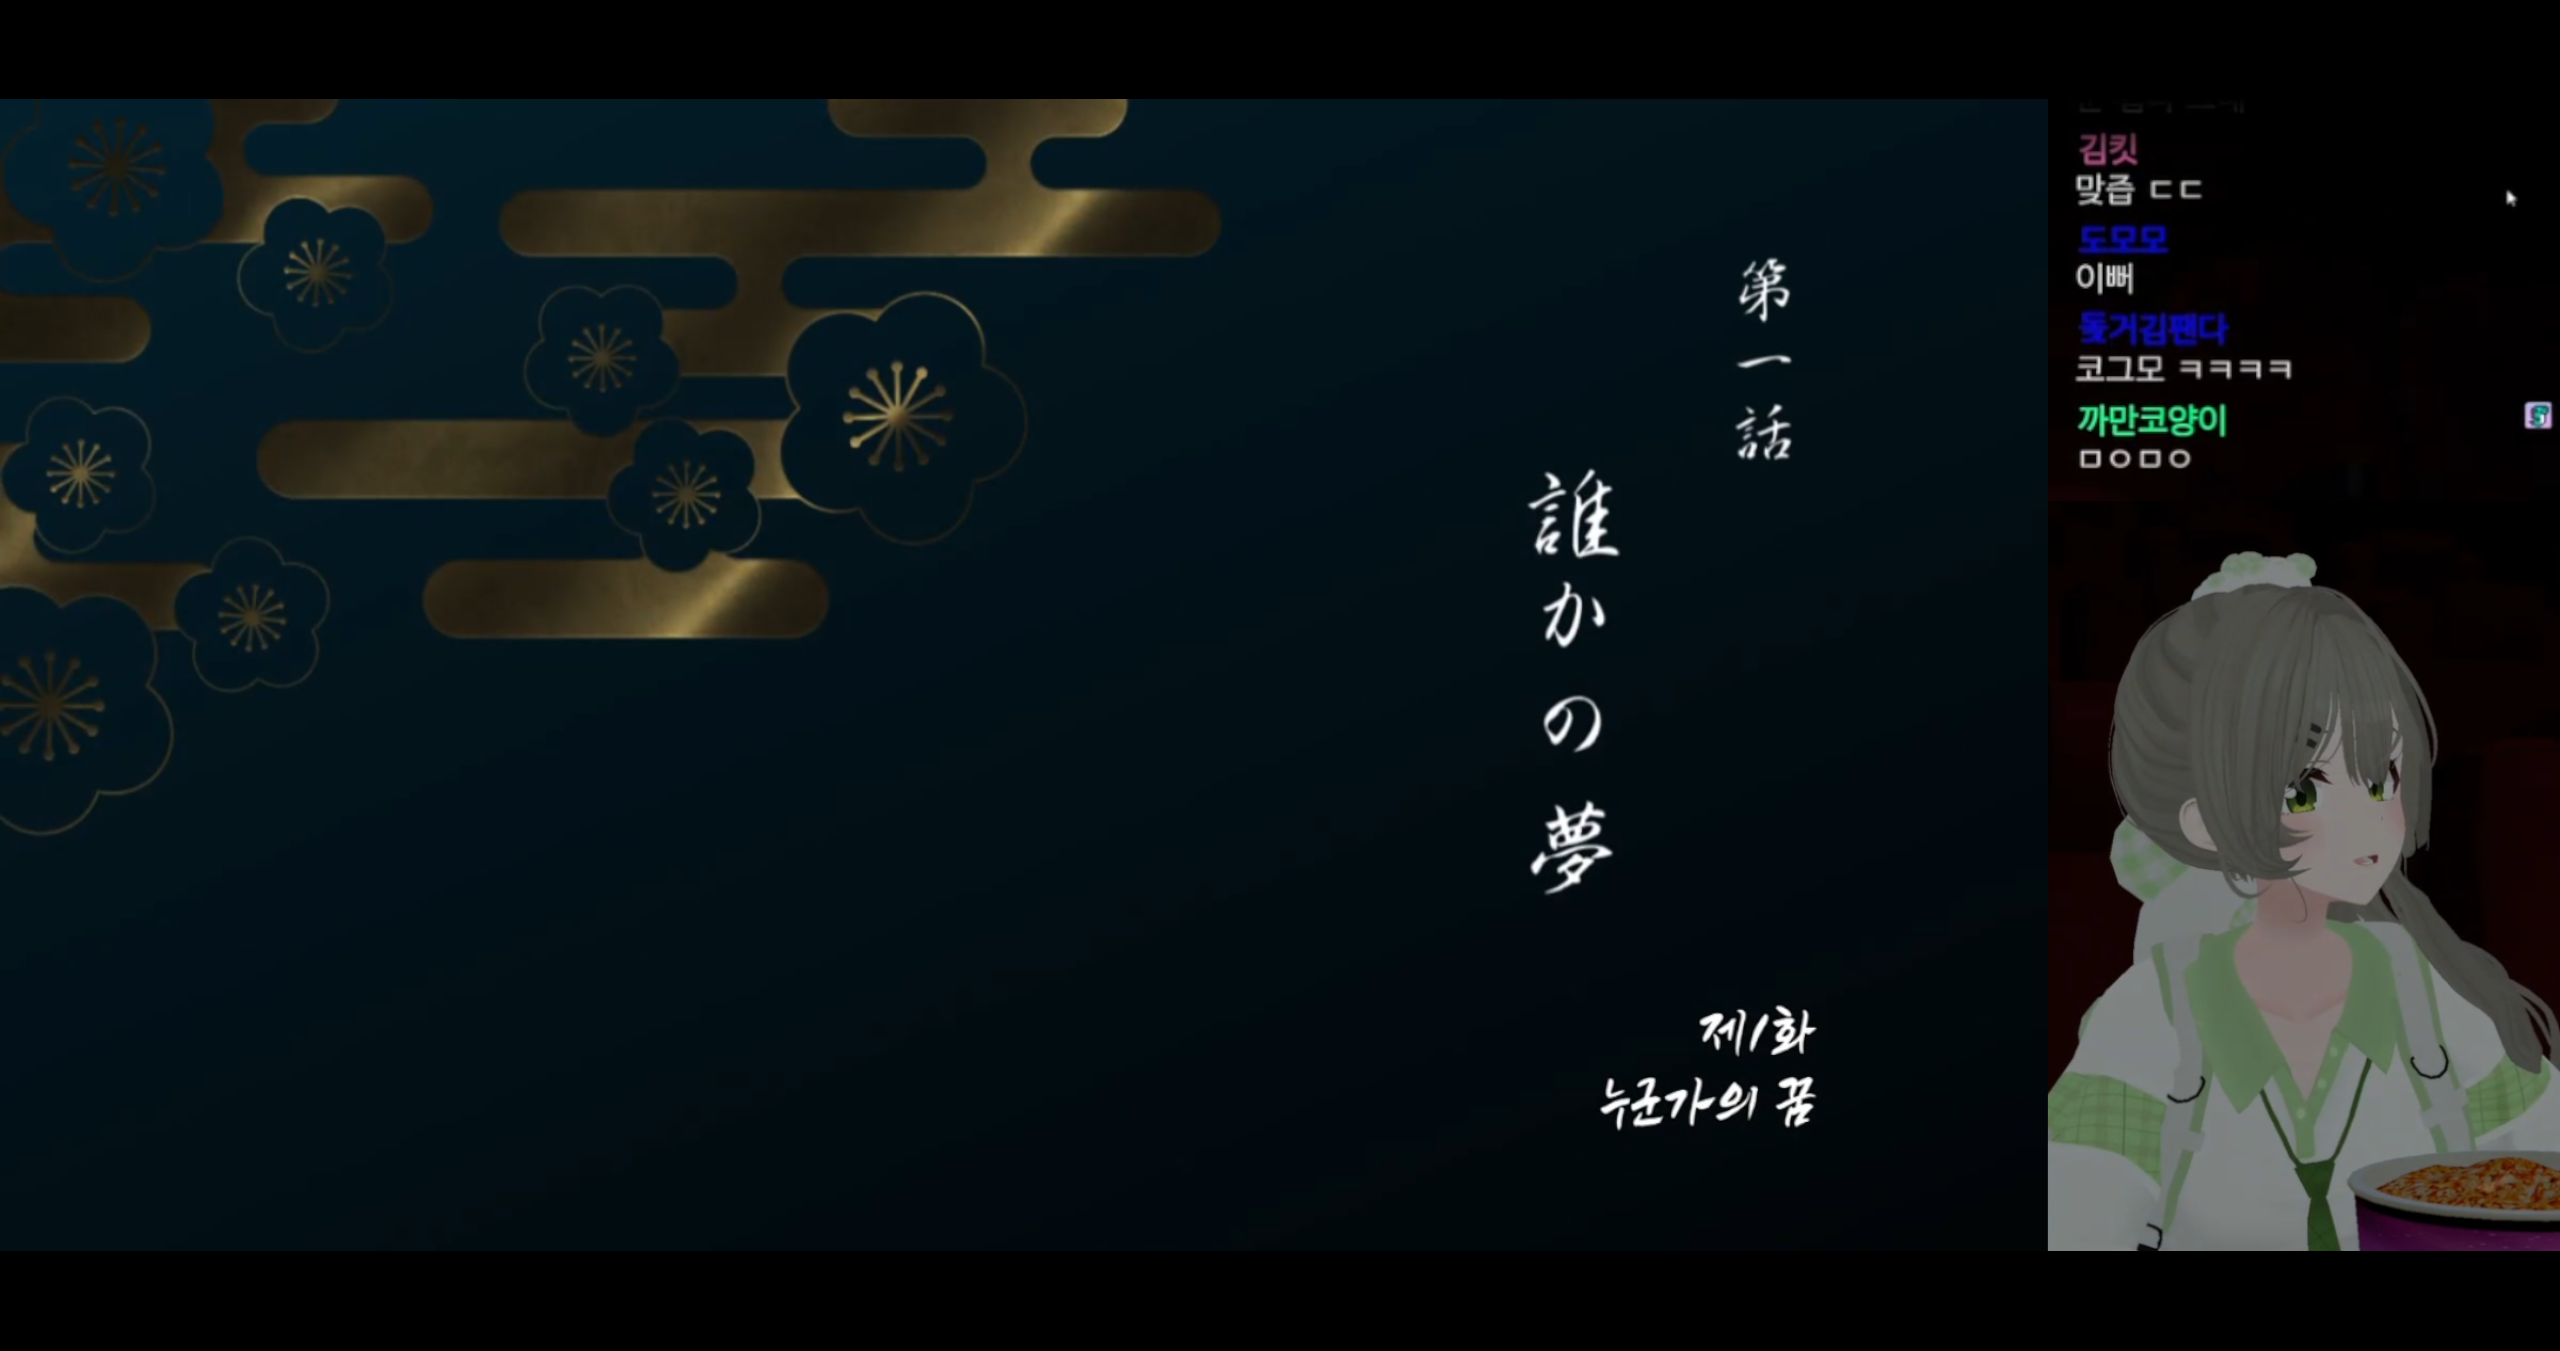 第一話
誰かの夢
제1화
누군가의 꿈
김킷
맞즙 ㄷㄷ
도모모
이뻐
돛거김팬다
코그모 ㅋㅋㅋㅋ
까만코양이
ㅁㅇㅁㅇ